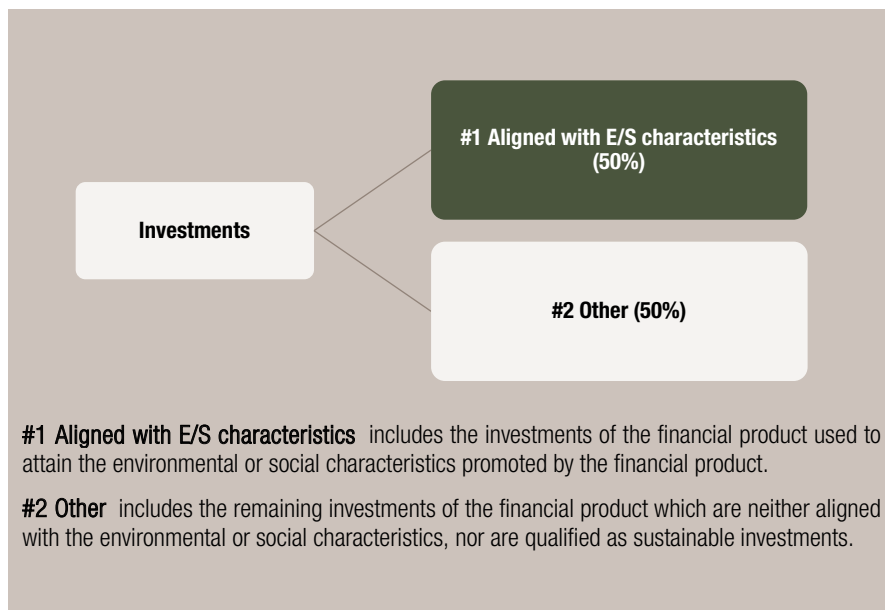 #1 Aligned with E/S characteristics
(50%)
Investments
#2 Other (50%)
#1 Aligned with E/S characteristics includes the investments of the financial product used to
attain the environmental or social characteristics promoted by the financial product.
#2 Other includes the remaining investments of the financial product which are neither aligned
with the environmental or social characteristics, nor are qualified as sustainable investments.